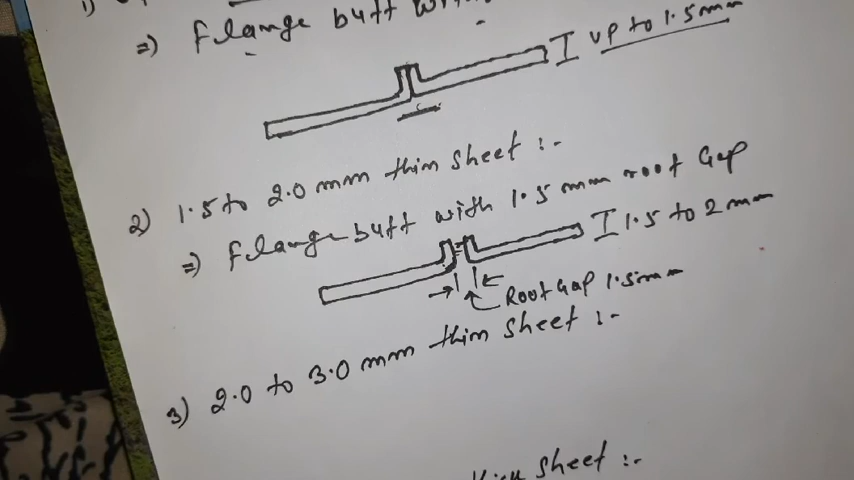 1)
=) Flange butt
I up to 1.5mm
2) 1.5 to 2.0 mm thin sheet :-
=) Flange butt with 1.5 mm root Gap
I 1.5 to 2 mm
Root Gap 1.5mm
3) 2.0 to 3.0 mm thin sheet :-
sheet :-